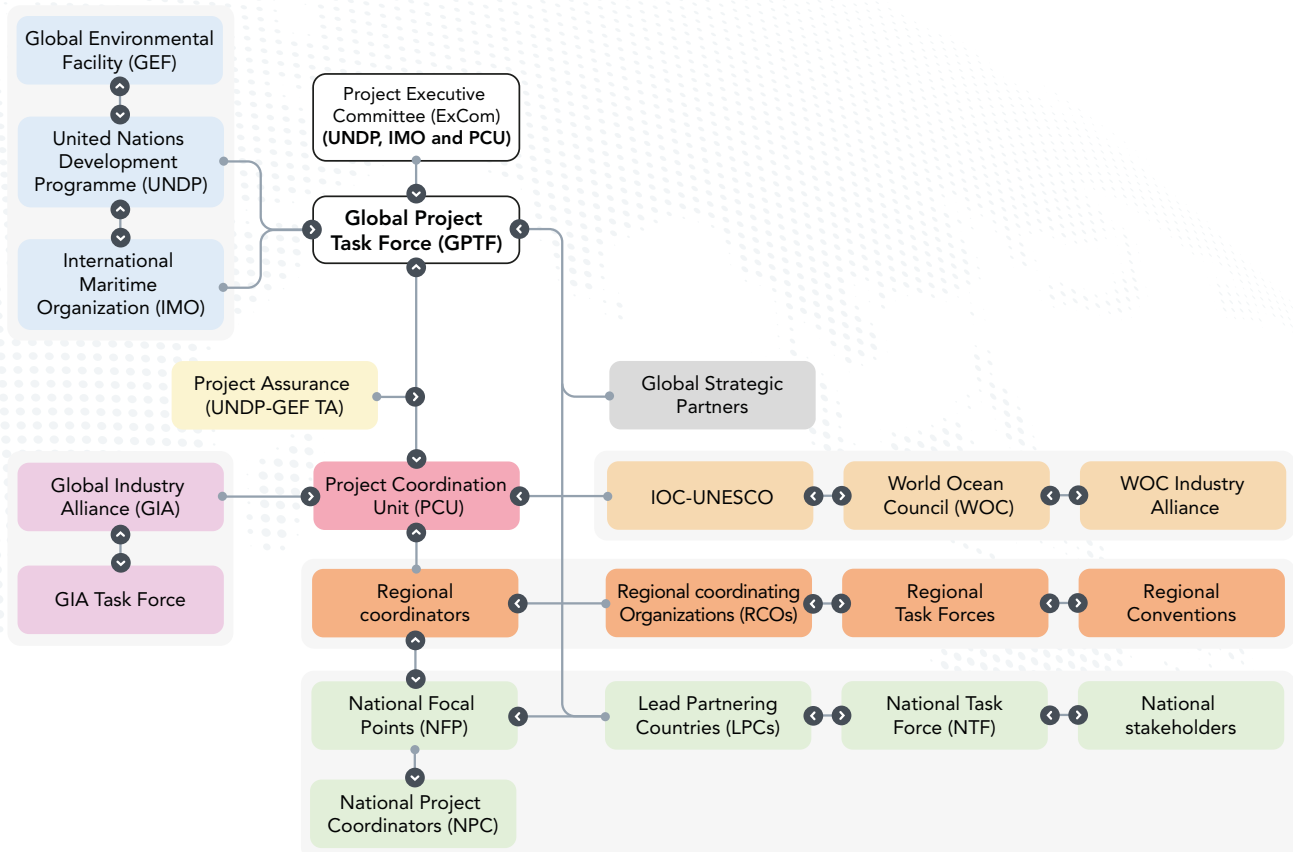 Global Environmental
Facility (GEF)
United Nations
Development
Programme (UNDP)
International
Maritime
Organization (IMO)
Project Executive
Committee (ExCom)
(UNDP, IMO and PCU)
Global Project
Task Force (GPTF)
Project Assurance
(UNDP-GEF TA)
Global Strategic
Partners
Global Industry
Alliance (GIA)
GIA Task Force
Project Coordination
Unit (PCU)
IOC-UNESCO
World Ocean
Council (WOC)
WOC Industry
Alliance
Regional
coordinators
Regional coordinating
Organizations (RCOs)
Regional
Task Forces
Regional
Conventions
National Focal
Points (NFP)
Lead Partnering
Countries (LPCs)
National Task
Force (NTF)
National
stakeholders
National Project
Coordinators (NPC)